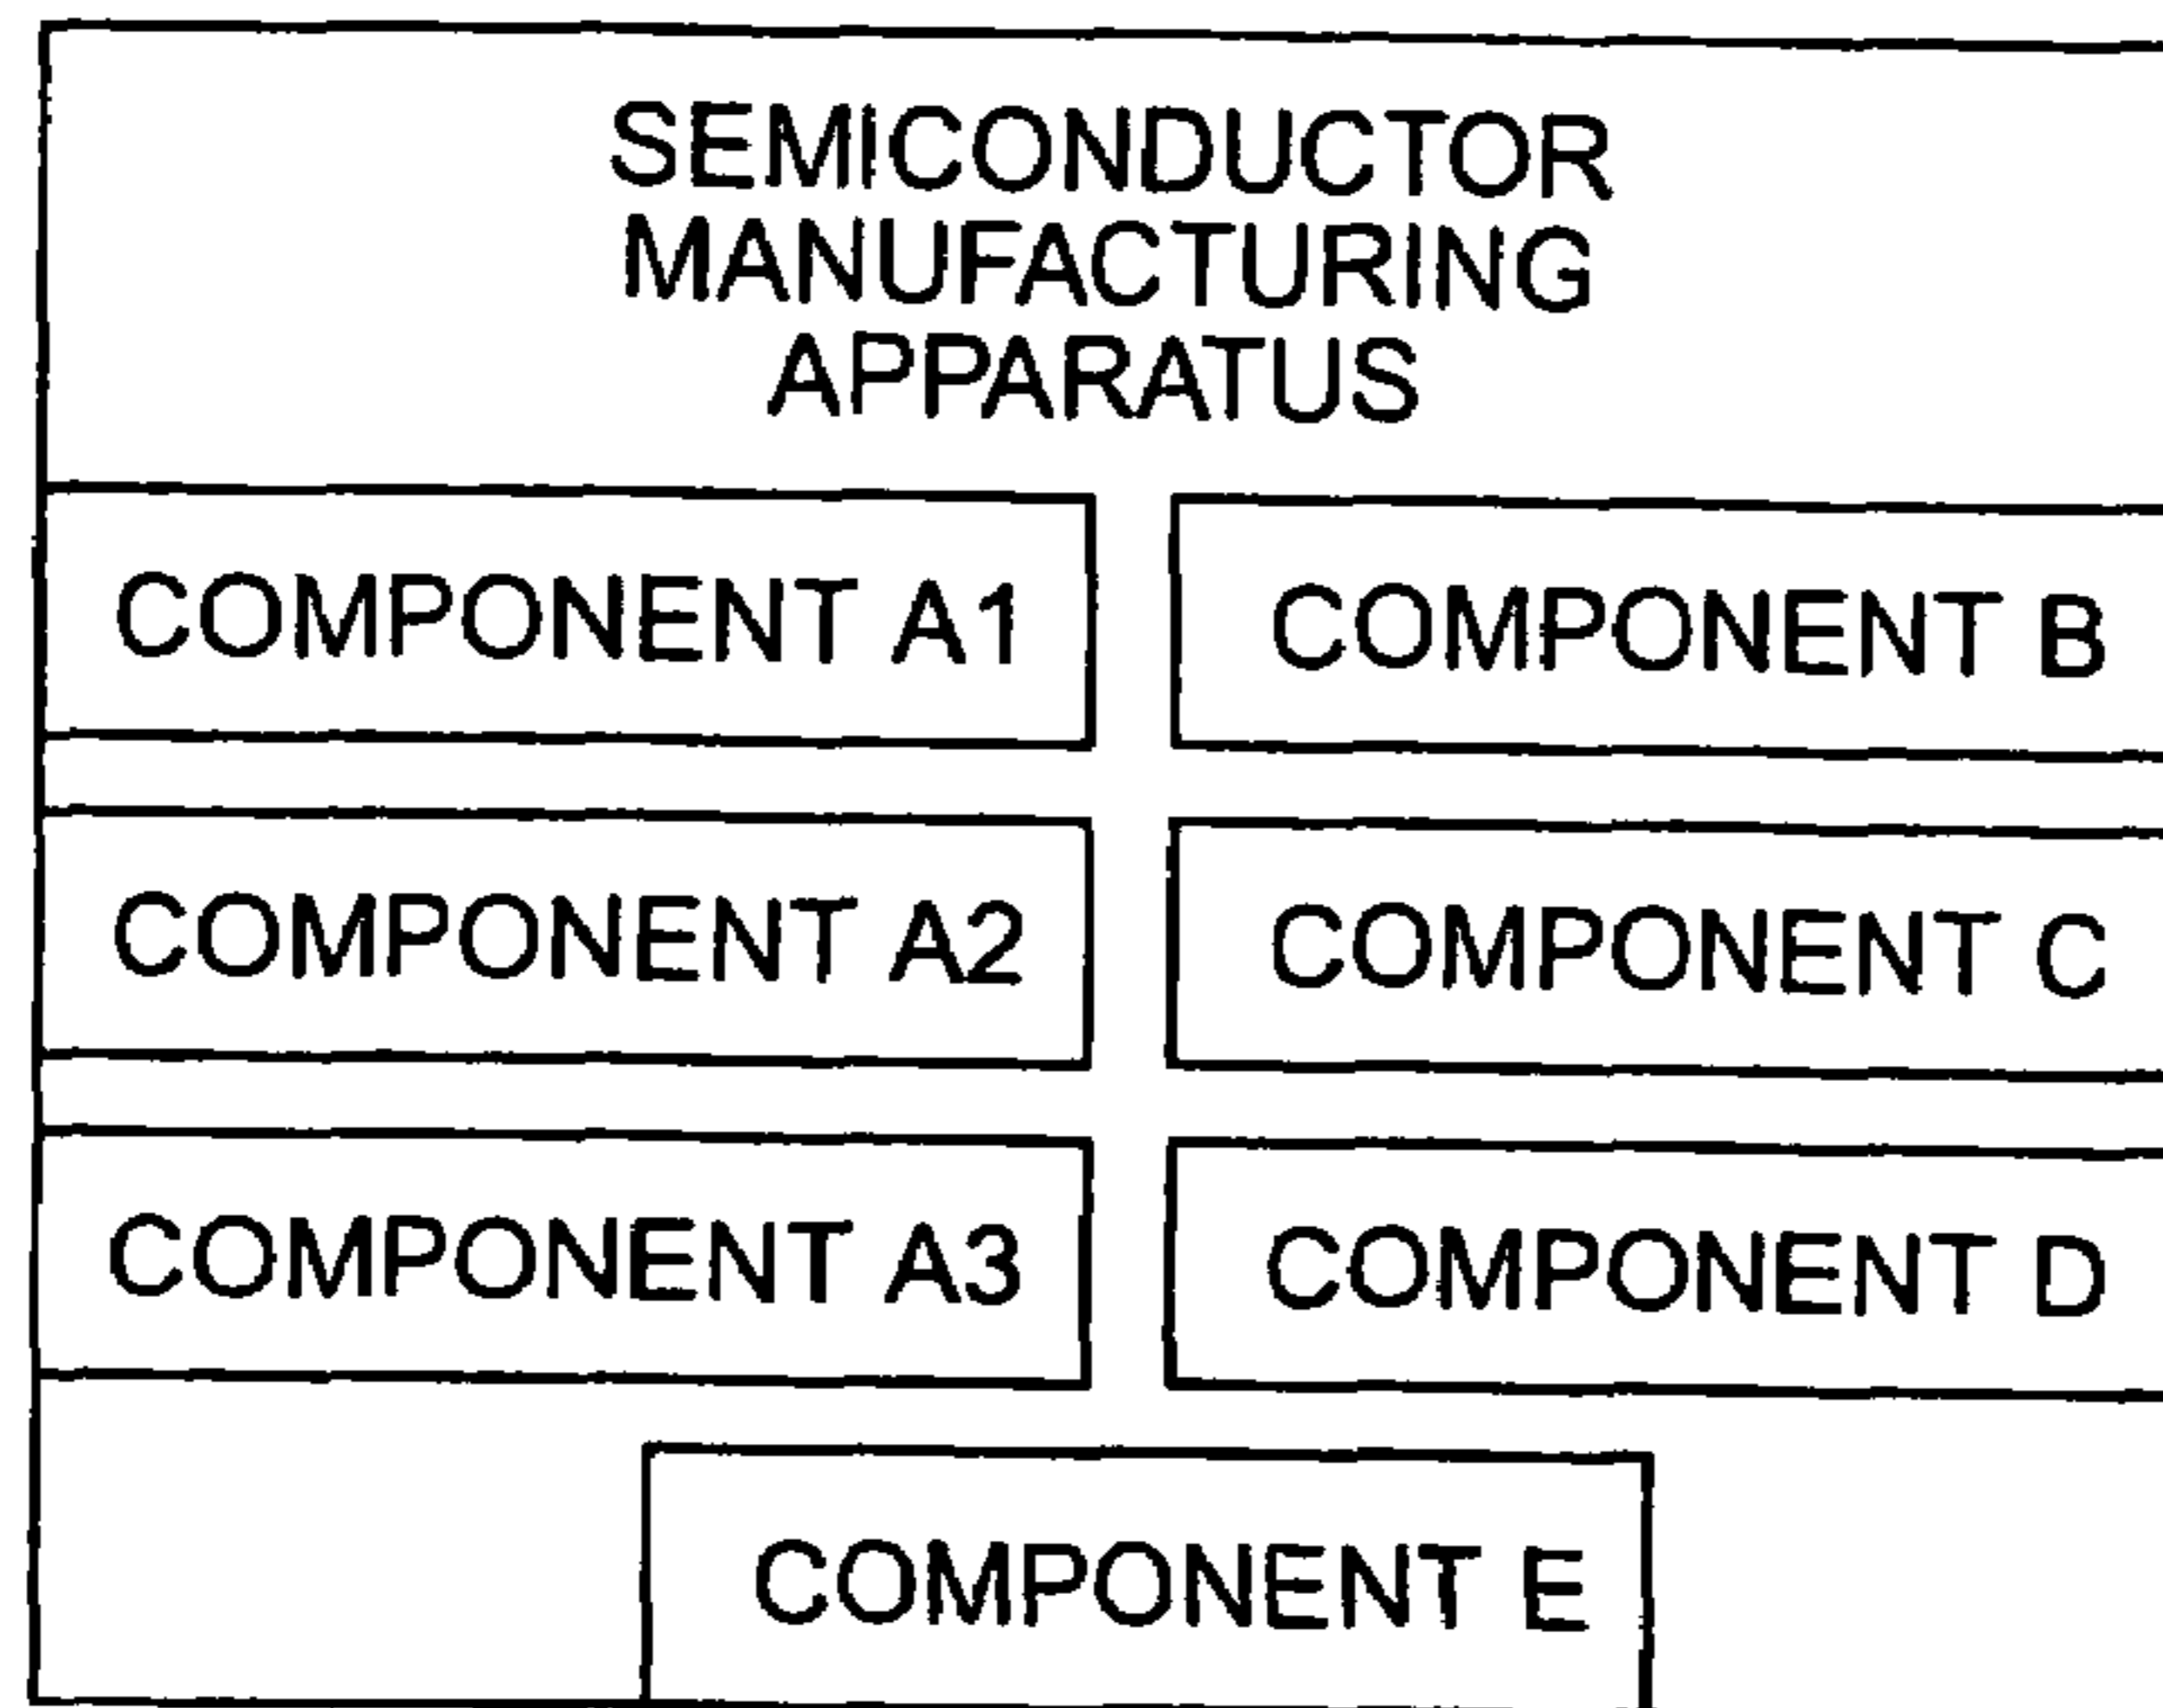 SEMICONDUCTOR
MANUFACTURING
APPARATUS
COMPONENT A1
COMPONENT B
COMPONENT A2
COMPONENT C
COMPONENT A3
COMPONENT D
COMPONENT E